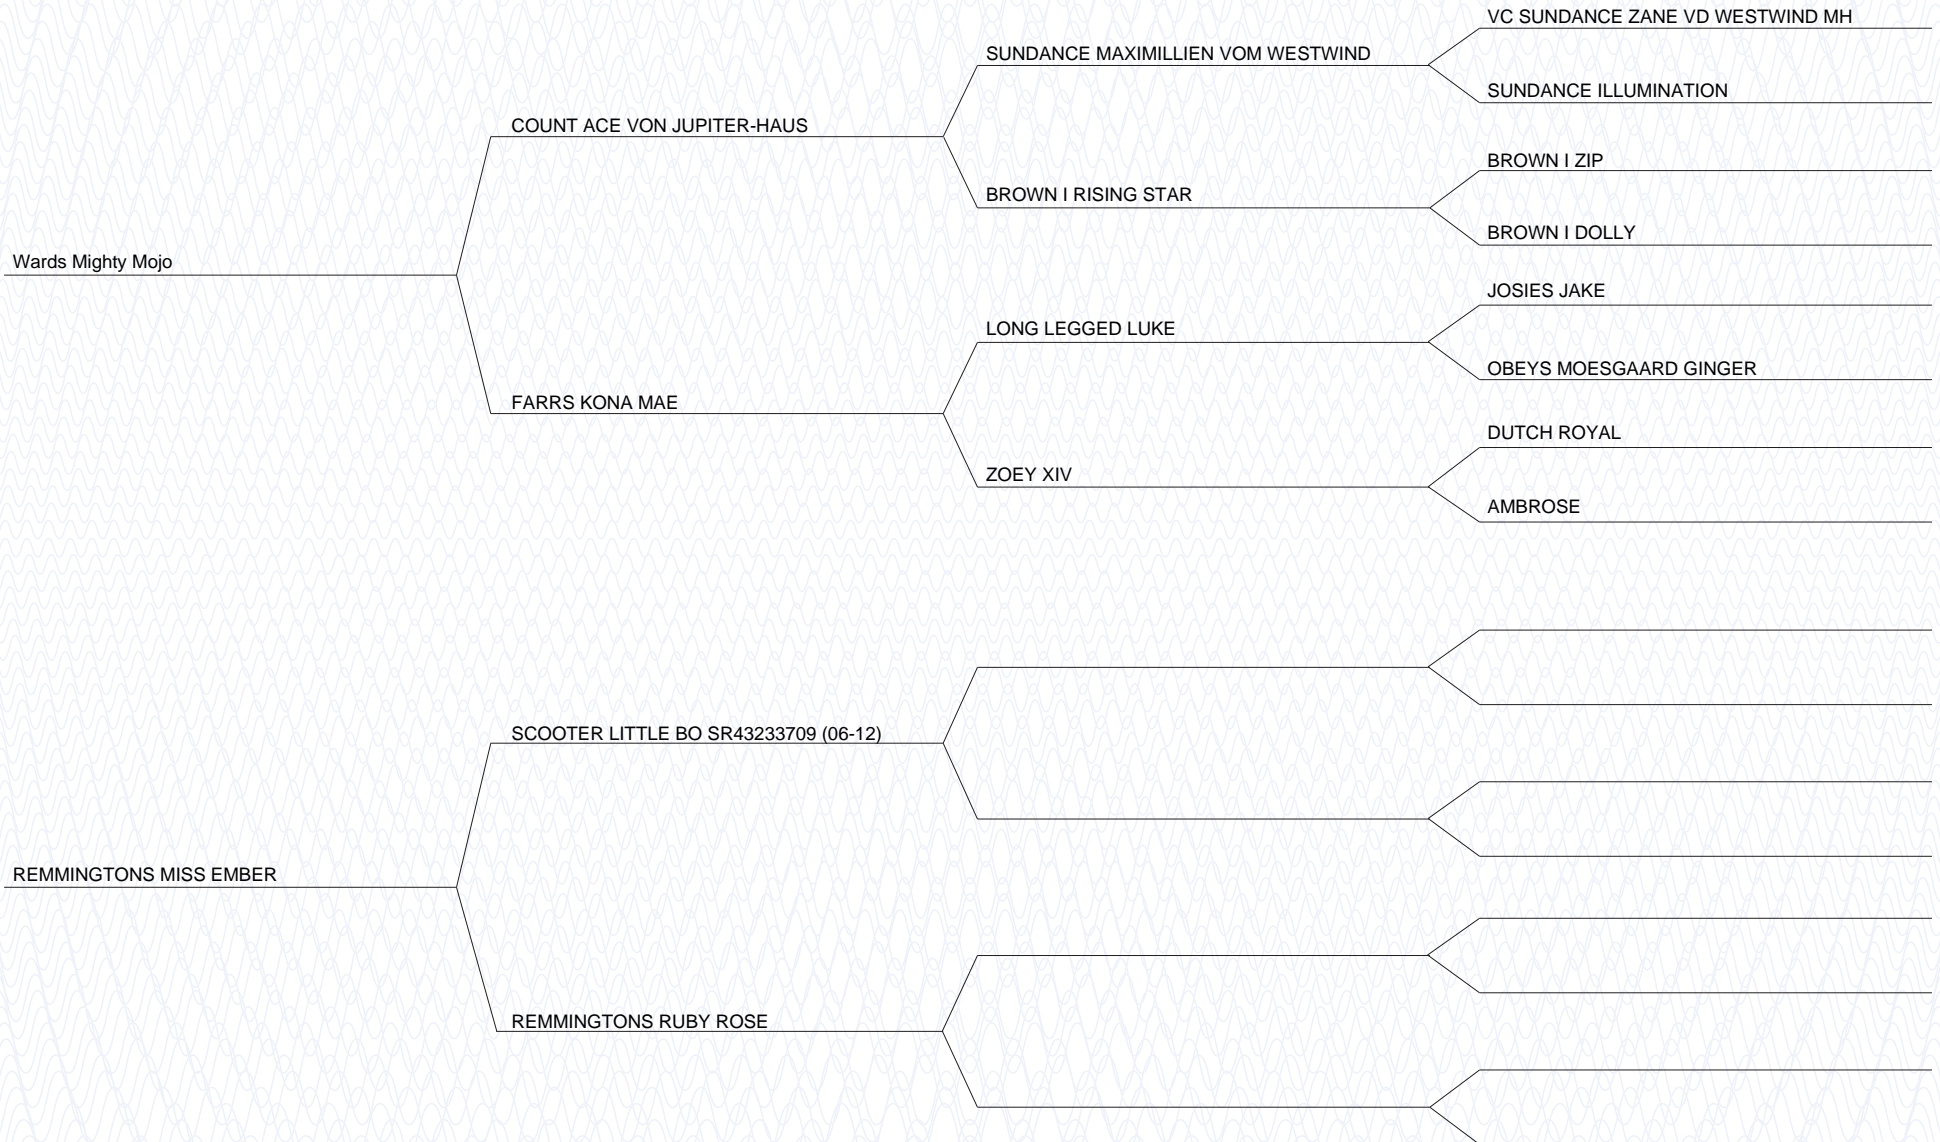 VC SUNDANCE ZANE VD WESTWIND MH
SUNDANCE MAXIMILLIEN VOM WESTWIND
SUNDANCE ILLUMINATION
COUNT ACE VON JUPITER-HAUS
BROWN I ZIP
BROWN I RISING STAR
BROWN I DOLLY
Wards Mighty Mojo
JOSIES JAKE
LONG LEGGED LUKE
OBEYS MOESGAARD GINGER
FARRS KONA MAE
DUTCH ROYAL
ZOEY XIV
AMBROSE
SCOOTER LITTLE BO SR43233709 (06-12)
REMMINGTONS MISS EMBER
REMMINGTONS RUBY ROSE